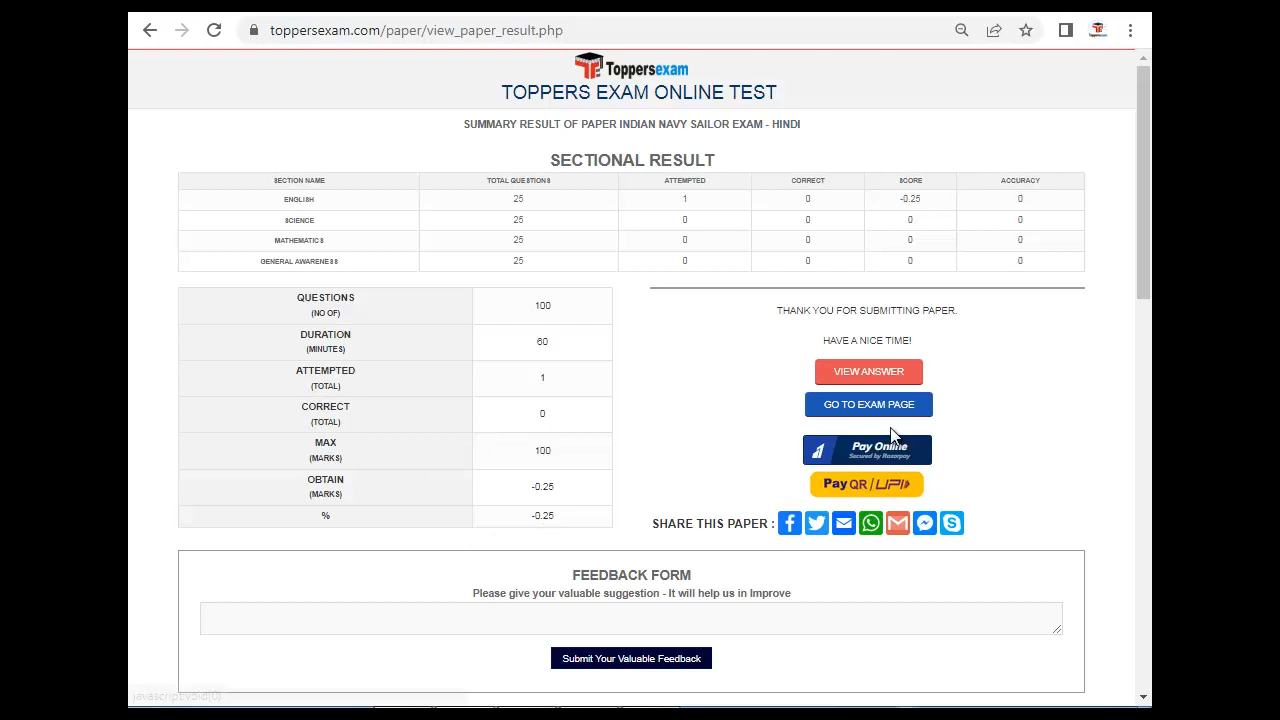 toppersexam.com/paper/view_paper_result.php
Toppersexam
TOPPERS EXAM ONLINE TEST
SUMMARY RESULT OF PAPER INDIAN NAVY SAILOR EXAM - HINDI
SECTIONAL RESULT
SECTION NAME TOTAL QUESTIONS ATTEMPTED CORRECT SCORE ACCURACY
ENGLISH 25 1 0 -0.25 0
SCIENCE 25 0 0 0 0
MATHEMATICS 25 0 0 0 0
GENERAL AWARENESS 25 0 0 0 0
QUESTIONS
(NO OF) 100
DURATION
(MINUTES) 60
ATTEMPTED
(TOTAL) 1
CORRECT
(TOTAL) 0
MAX
(MARKS) 100
OBTAIN
(MARKS) -0.25
% -0.25
THANK YOU FOR SUBMITTING PAPER.
HAVE A NICE TIME!
VIEW ANSWER
GO TO EXAM PAGE
Pay Online
Secured by Razorpay
Pay QR / UPI
SHARE THIS PAPER :
FEEDBACK FORM
Please give your valuable suggestion - It will help us in Improve
Submit Your Valuable Feedback
javascript:void(0)